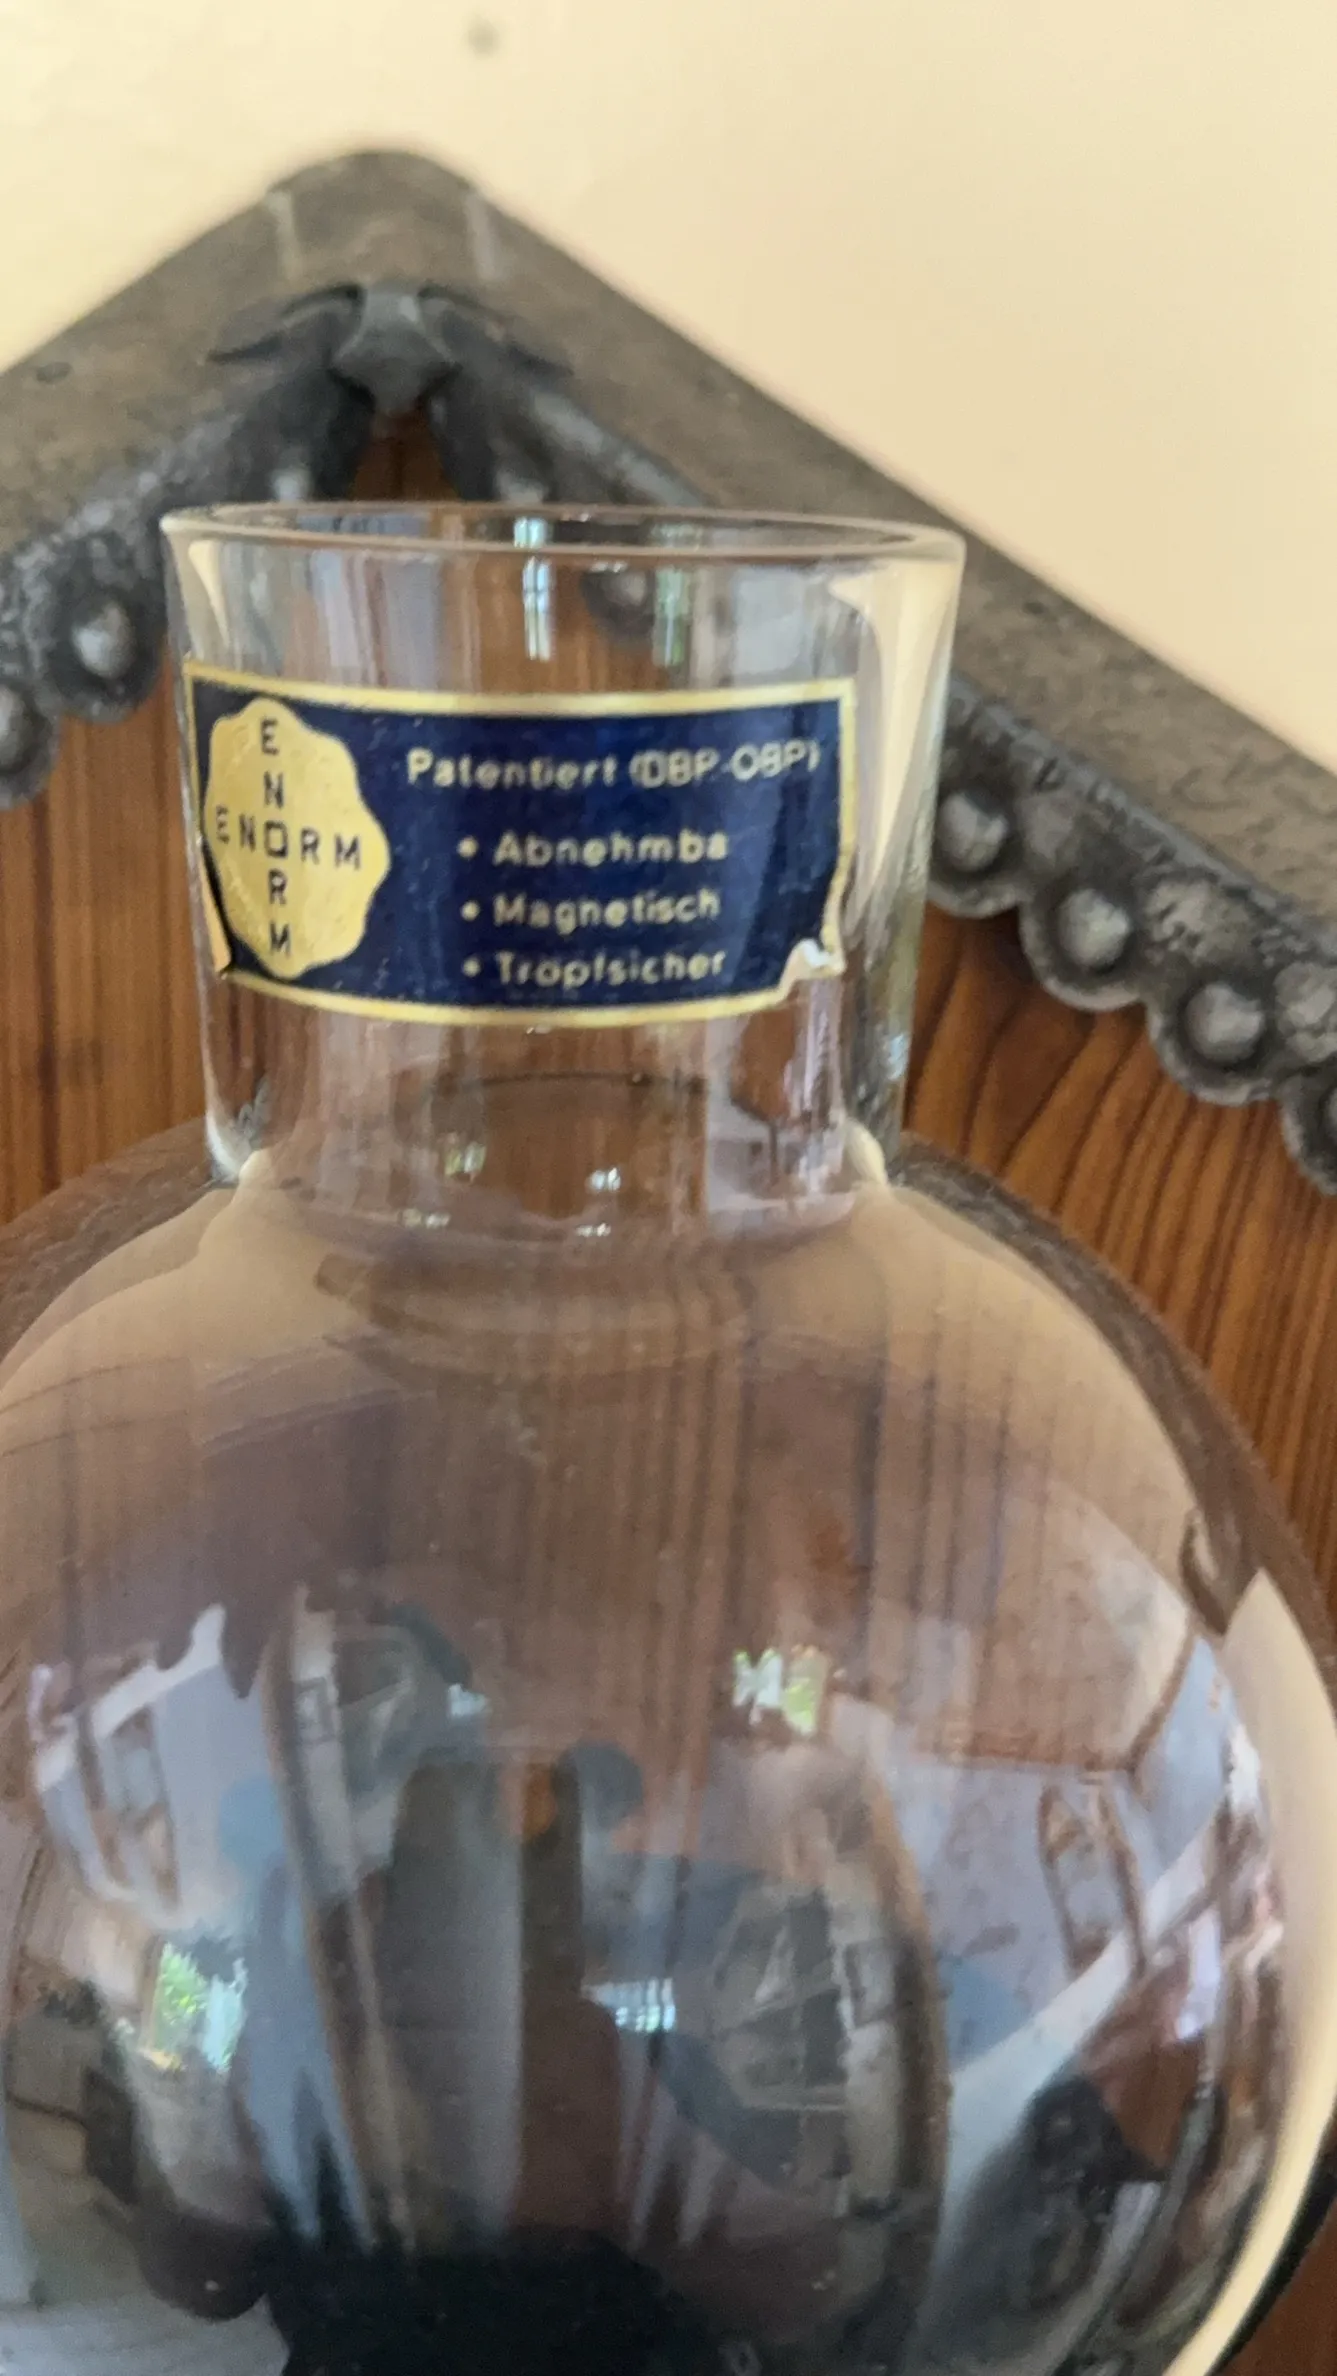 ENORM
ENORM
Patentiert (DBP-OBP)
• Abnehmba
• Magnetisch
• Tropfsicher